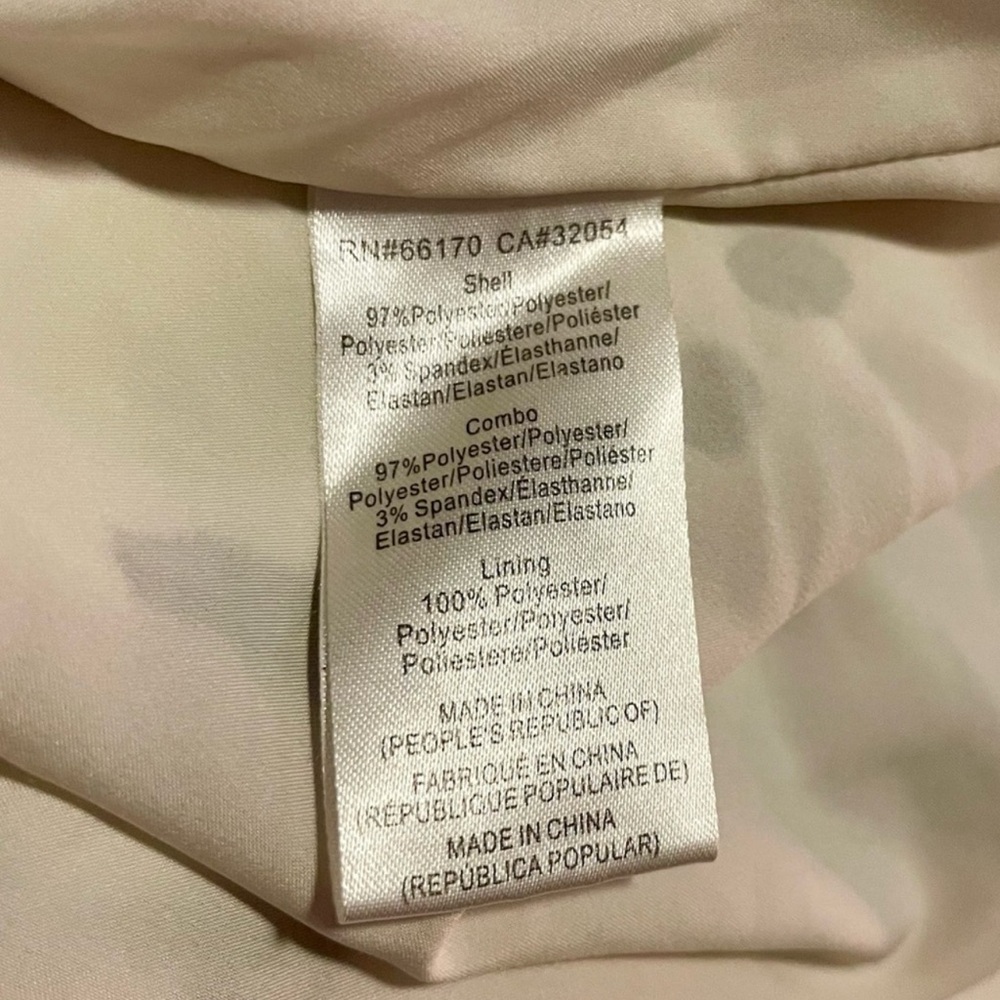 RN#66170 CA#32054
Shell
97%Polyester/Polyester/
Polyester/Poliestere/Poliéster
3% Spandex/Élasthanne/
Elastan/Elastan/Elastano
Combo
97%Polyester/Polyester/
Polyester/Poliestere/Poliéster
3% Spandex/Élasthanne/
Elastan/Elastan/Elastano
Lining
100% Polyester/
Polyester/Polyester/
Poliestere/Poliéster
MADE IN CHINA
(PEOPLE'S REPUBLIC OF)
FABRIQUÉ EN CHINA
(RÉPUBLIQUE POPULAIRE DE)
MADE IN CHINA
(REPÚBLICA POPULAR)